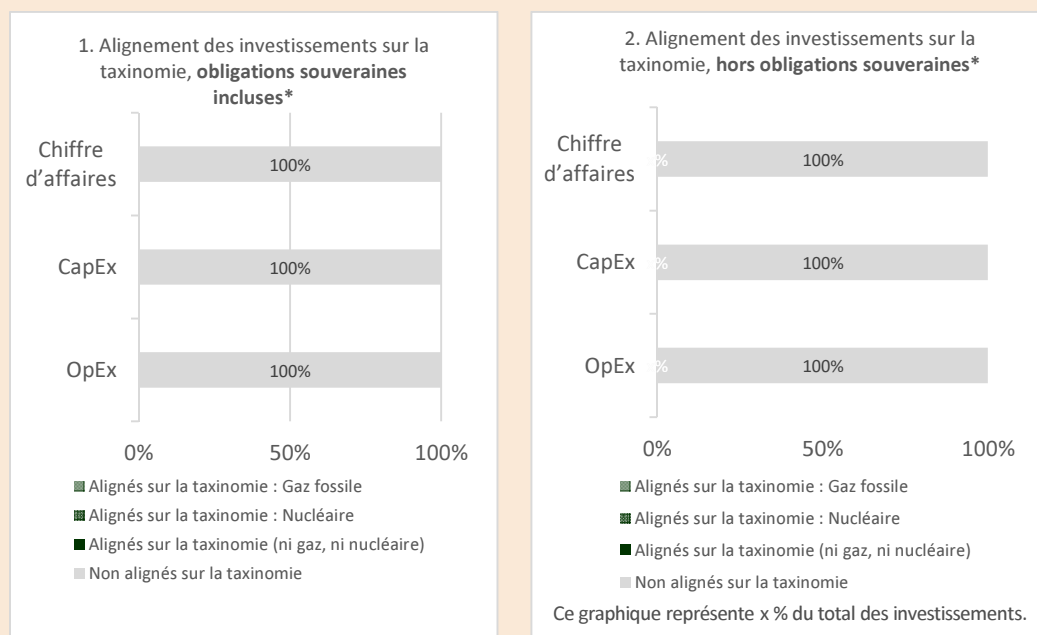 1. Alignement des investissements sur la
taxinomie, obligations souveraines
incluses*
Chiffre
d’affaires
100%
CapEx
100%
OpEx
100%
0% 50% 100%
Alignés sur la taxinomie : Gaz fossile
Alignés sur la taxinomie : Nucléaire
Alignés sur la taxinomie (ni gaz, ni nucléaire)
Non alignés sur la taxinomie
2. Alignement des investissements sur la
taxinomie, hors obligations souveraines*
Chiffre
d’affaires
100%
CapEx
100%
OpEx
100%
0% 50% 100%
Alignés sur la taxinomie : Gaz fossile
Alignés sur la taxinomie : Nucléaire
Alignés sur la taxinomie (ni gaz, ni nucléaire)
Non alignés sur la taxinomie
Ce graphique représente x % du total des investissements.